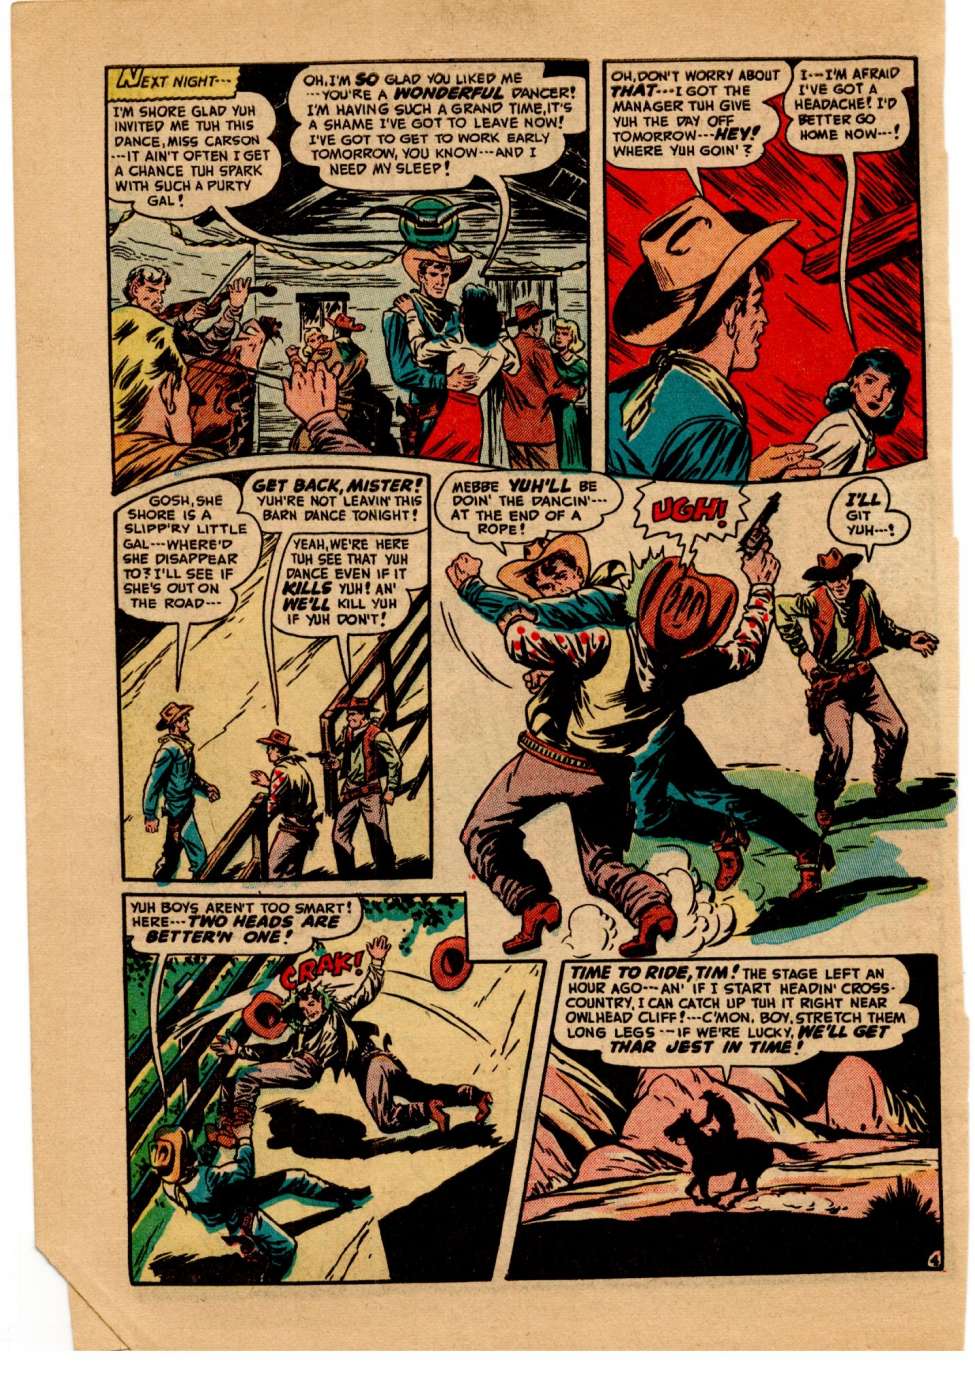 NEXT NIGHT---
I'M SHORE GLAD YUH
INVITED ME TUH THIS
DANCE, MISS CARSON
---IT AIN'T OFTEN I GET
A CHANCE TUH SPARK
WITH SUCH A PURTY
GAL!
OH, I'M SO GLAD YOU LIKED ME
---YOU'RE A WONDERFUL DANCER!
I'M HAVING SUCH A GRAND TIME, IT'S
A SHAME I'VE GOT TO LEAVE NOW!
I'VE GOT TO GET TO WORK EARLY
TOMORROW, YOU KNOW---AND I
NEED MY SLEEP!
OH, DON'T WORRY ABOUT
THAT---I GOT THE
MANAGER TUH GIVE
YUH THE DAY OFF
TOMORROW---HEY!
WHERE YUH GOIN'?
I---I'M AFRAID
I'VE GOT A
HEADACHE! I'D
BETTER GO
HOME NOW---!
GOSH, SHE
SHORE IS A
SLIPP'RY LITTLE
GAL---WHERE'D
SHE DISAPPEAR
TO? I'LL SEE IF
SHE'S OUT ON
THE ROAD---
GET BACK, MISTER!
YUH'RE NOT LEAVIN' THIS
BARN DANCE TONIGHT!
YEAH, WE'RE HERE
TUH SEE THAT YUH
DANCE EVEN IF IT
KILLS YUH! AN'
WE'LL KILL YUH
IF YUH DON'T!
MEBBE YUH'LL BE
DOIN' THE DANCIN'---
AT THE END OF A
ROPE!
UGH!
I'LL
GIT
YUH---!
YUH BOYS AREN'T TOO SMART!
HERE---TWO HEADS ARE
BETTER'N ONE!
CRAK!
TIME TO RIDE, TIM! THE STAGE LEFT AN
HOUR AGO---AN' IF I START HEADIN' CROSS-
COUNTRY, I CAN CATCH UP TUH IT RIGHT NEAR
OWLHEAD CLIFF!---C'MON, BOY, STRETCH THEM
LONG LEGS---IF WE'RE LUCKY, WE'LL GET
THAR JEST IN TIME!
4